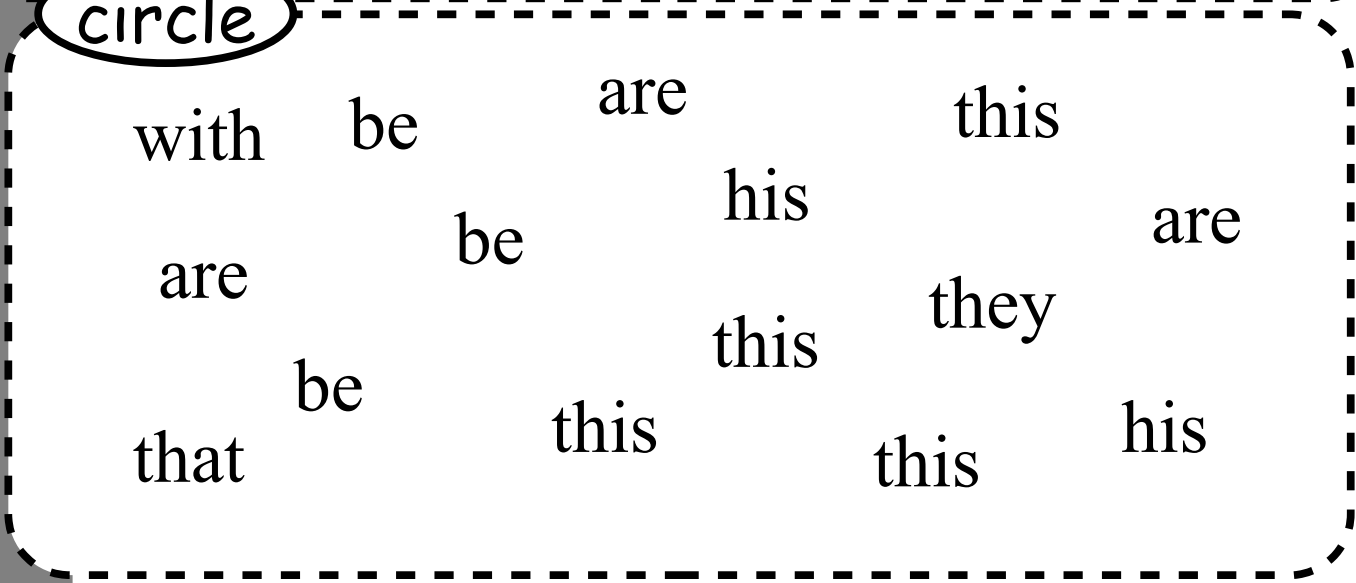 circle
with be are this
his
be are
are
they
this
be
this his
that this